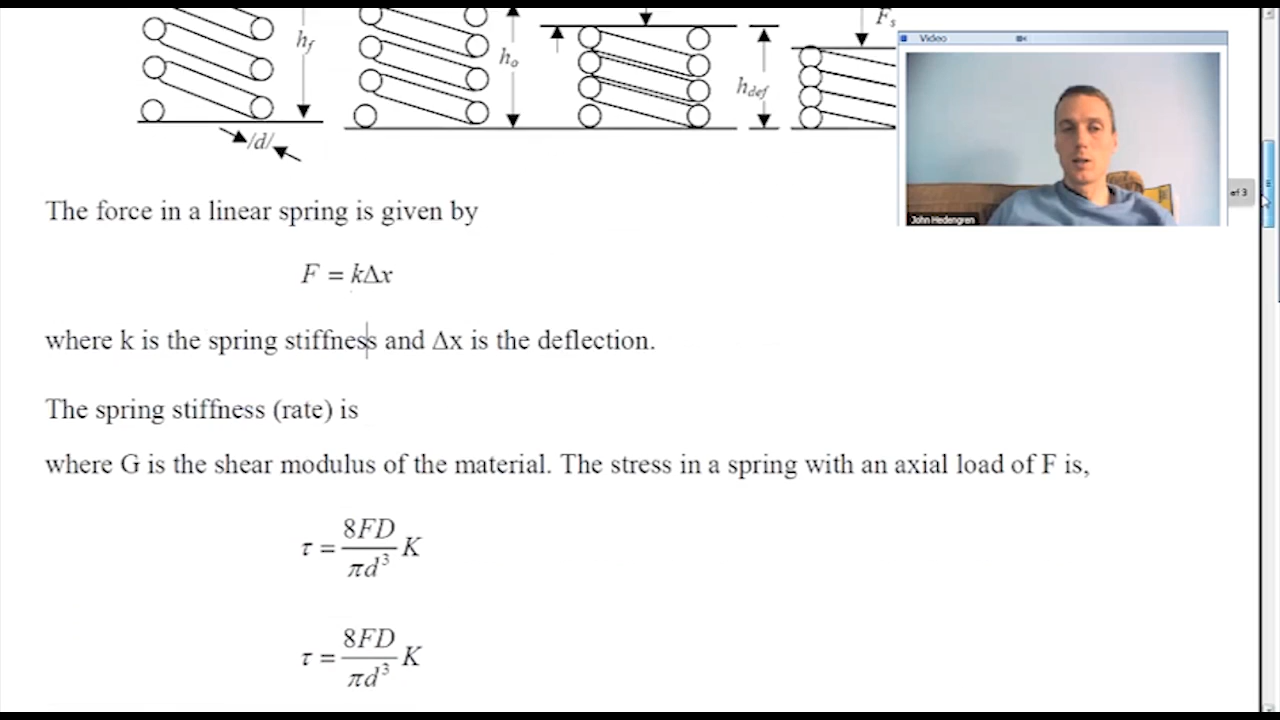 h_f
h_o
h_def
F_s
/d/
Video
John Hedengren
of 3
The force in a linear spring is given by
F = kΔx
where k is the spring stiffness and Δx is the deflection.
The spring stiffness (rate) is
where G is the shear modulus of the material. The stress in a spring with an axial load of F is,
τ = 8FD / πd³ K
τ = 8FD / πd³ K